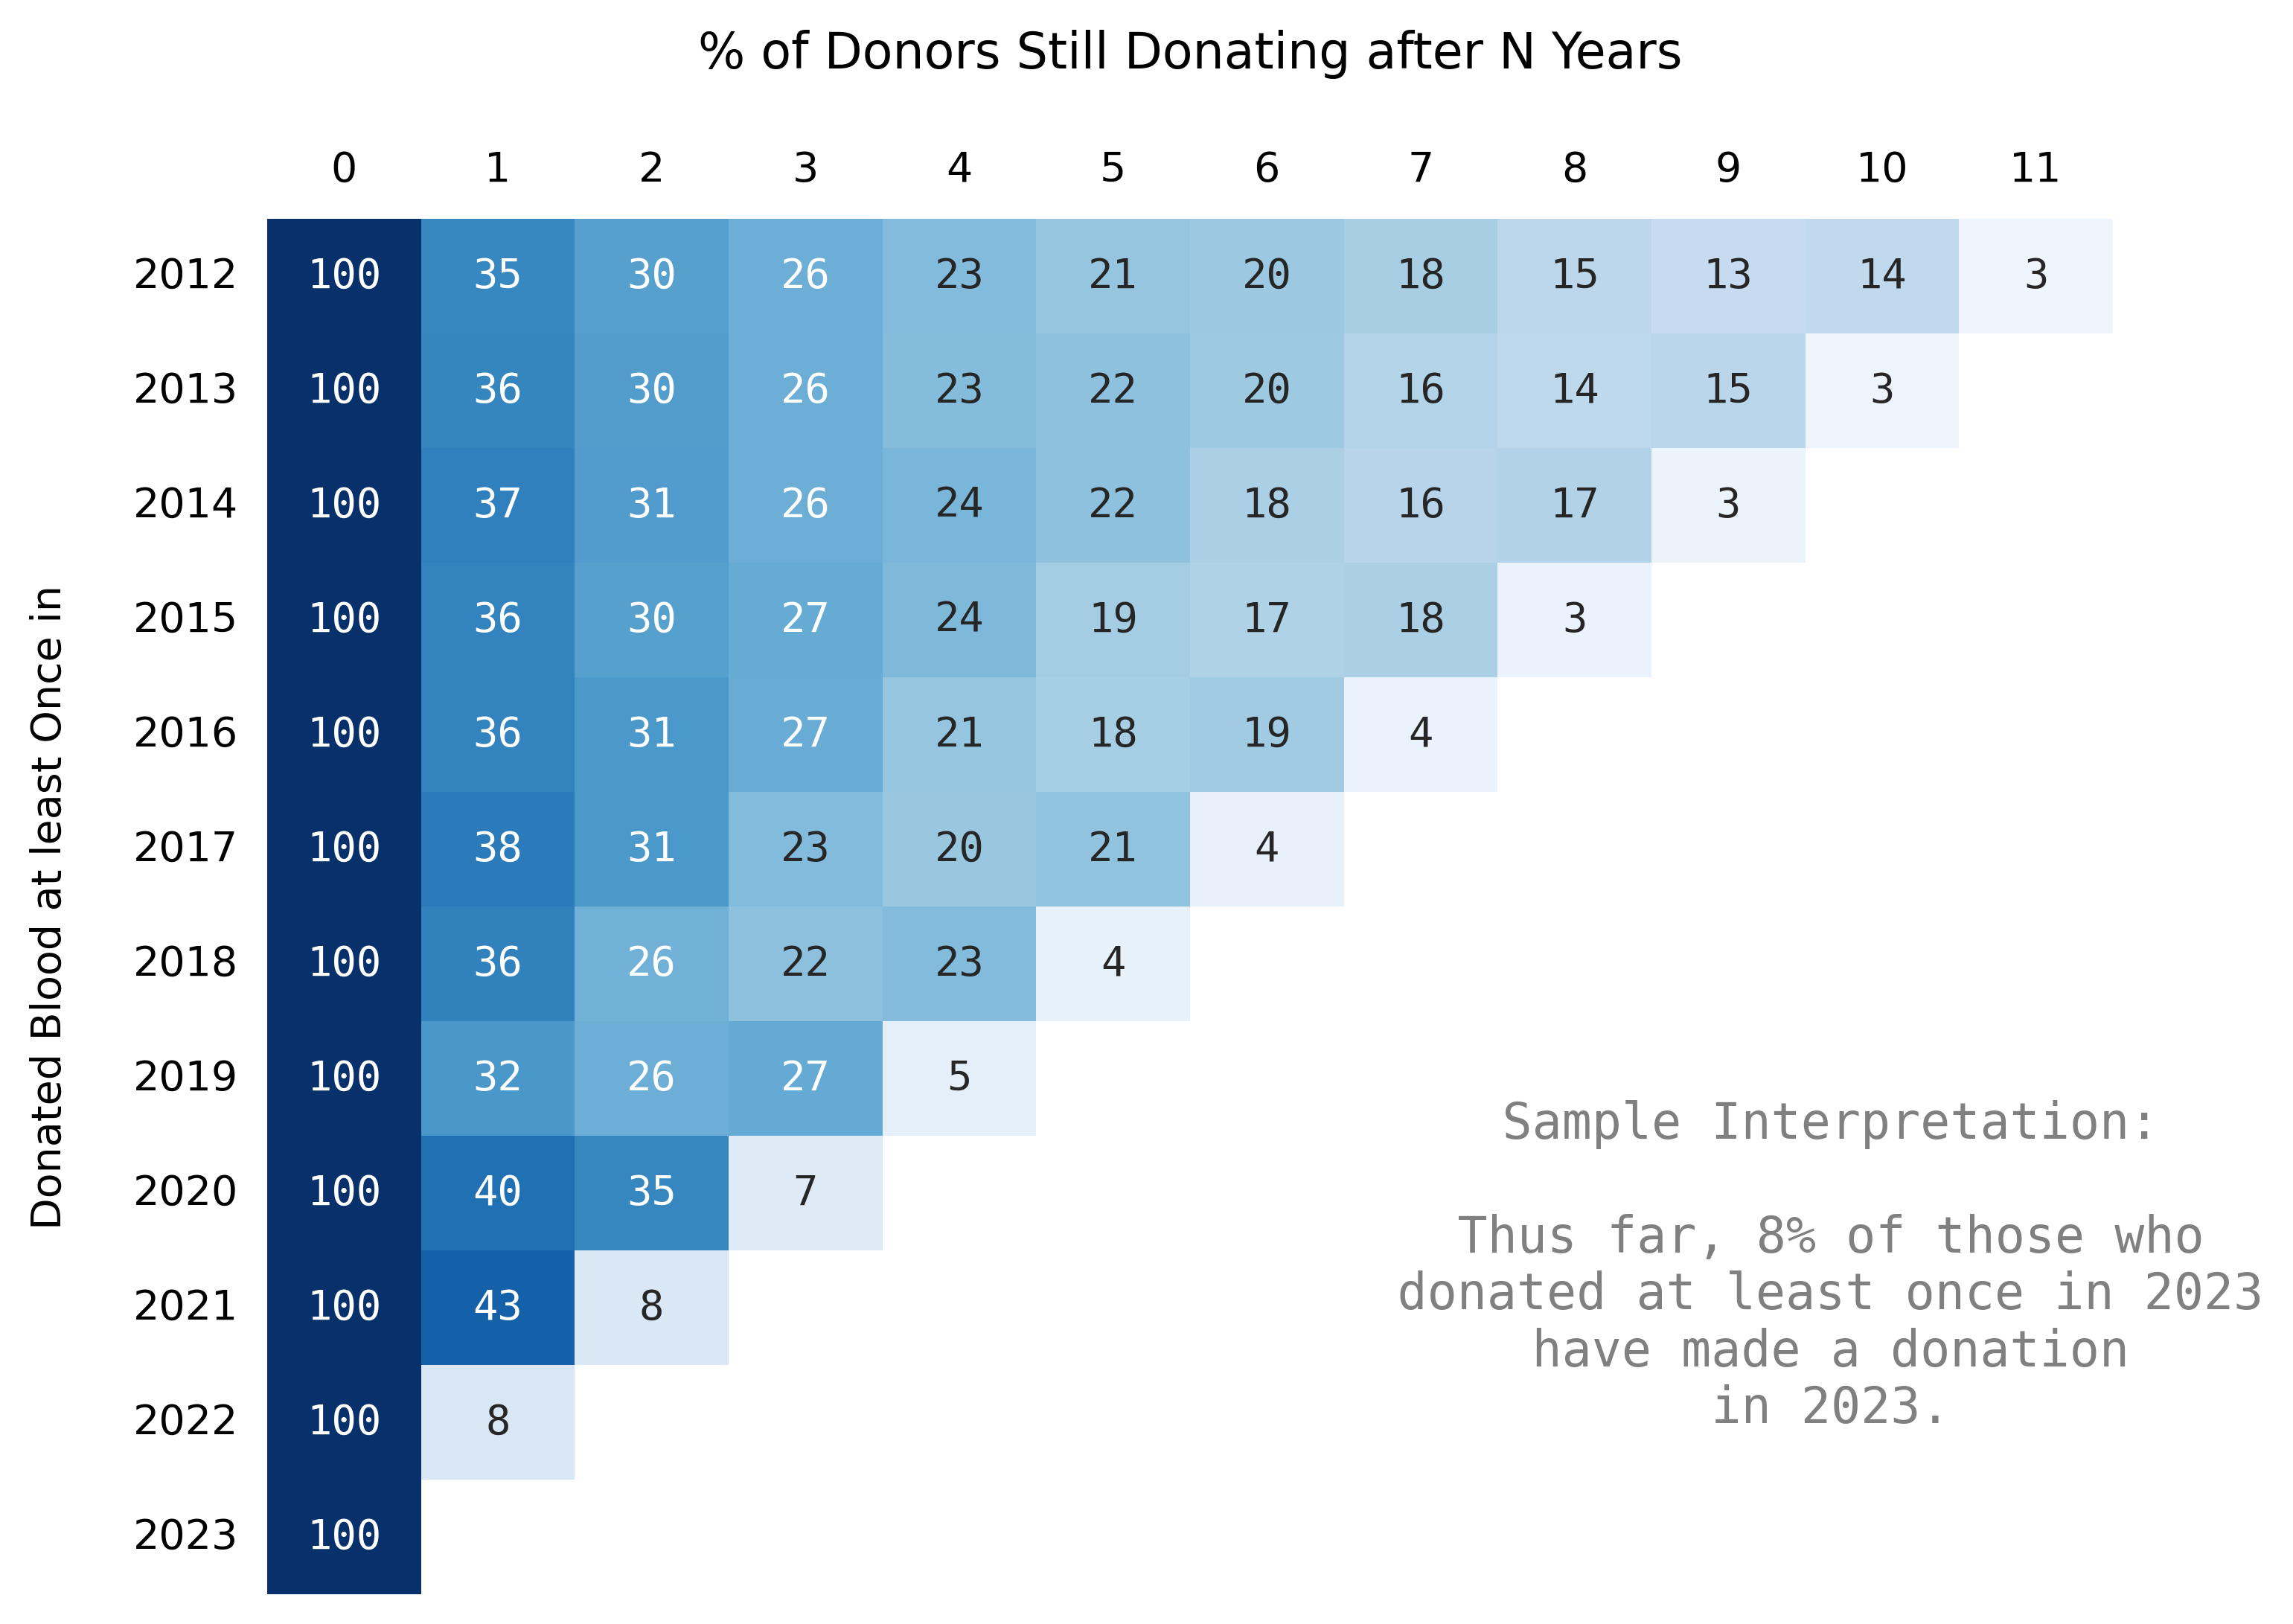 % of Donors Still Donating after N Years
0 1 2 3 4 5 6 7 8 9 10 11
Donated Blood at least Once in
2012 100 35 30 26 23 21 20 18 15 13 14 3
2013 100 36 30 26 23 22 20 16 14 15 3
2014 100 37 31 26 24 22 18 16 17 3
2015 100 36 30 27 24 19 17 18 3
2016 100 36 31 27 21 18 19 4
2017 100 38 31 23 20 21 4
2018 100 36 26 22 23 4
2019 100 32 26 27 5
2020 100 40 35 7
2021 100 43 8
2022 100 8
2023 100
Sample Interpretation:
Thus far, 8% of those who
donated at least once in 2023
have made a donation
in 2023.